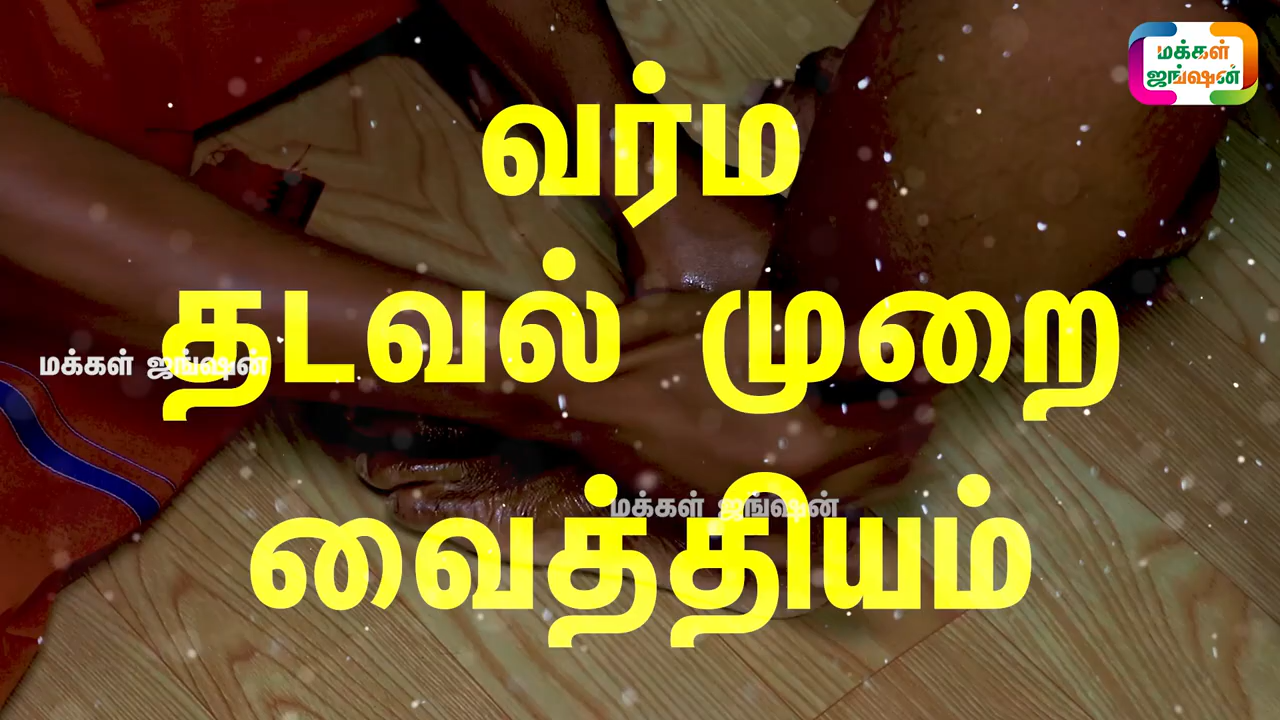 மக்கள்
ஜங்ஷன்
வர்ம
தடவல் முறை
மக்கள் ஜங்ஷன்
மக்கள் ஜங்ஷன்
வைத்தியம்